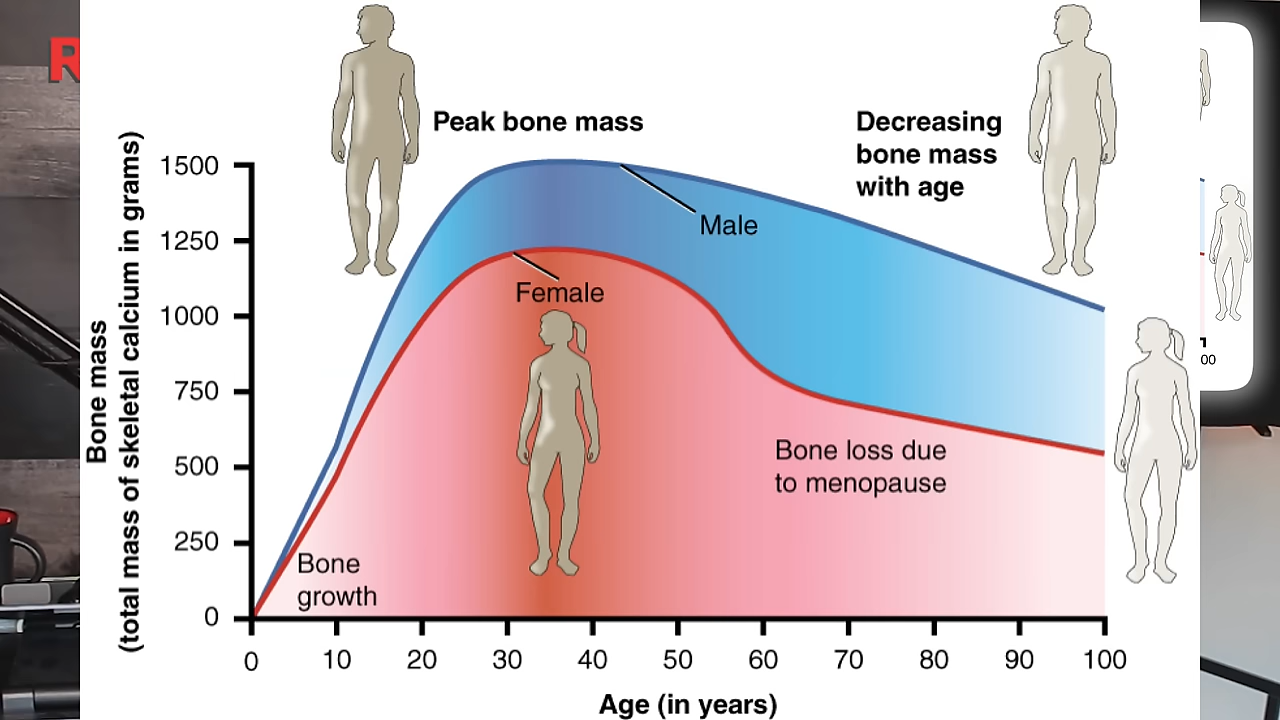 R
Peak bone mass
Decreasing
bone mass
with age
Bone mass
(total mass of skeletal calcium in grams)
1500
1250
1000
750
500
250
0
Male
Female
Bone loss due
to menopause
Bone
growth
0 10 20 30 40 50 60 70 80 90 100
Age (in years)
00